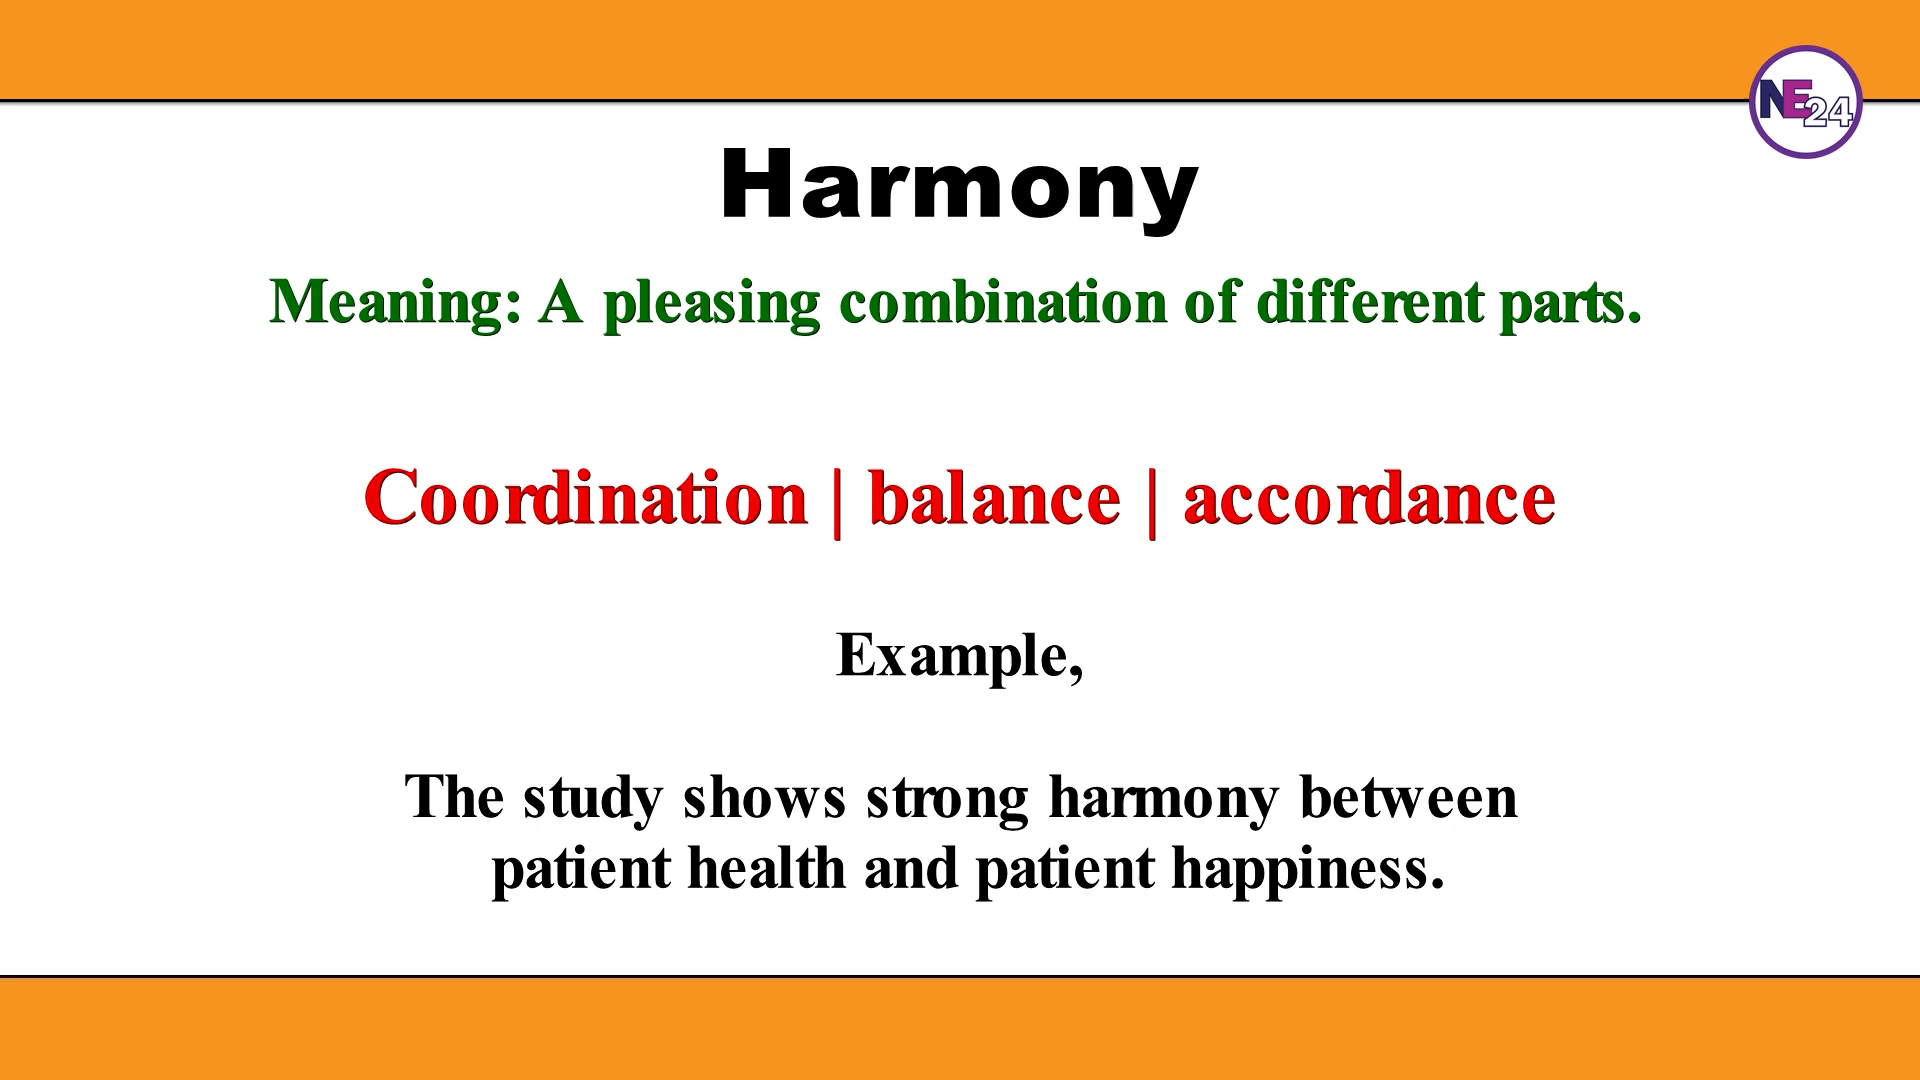 NE24
Harmony
Meaning: A pleasing combination of different parts.
Coordination | balance | accordance
Example,
The study shows strong harmony between
patient health and patient happiness.